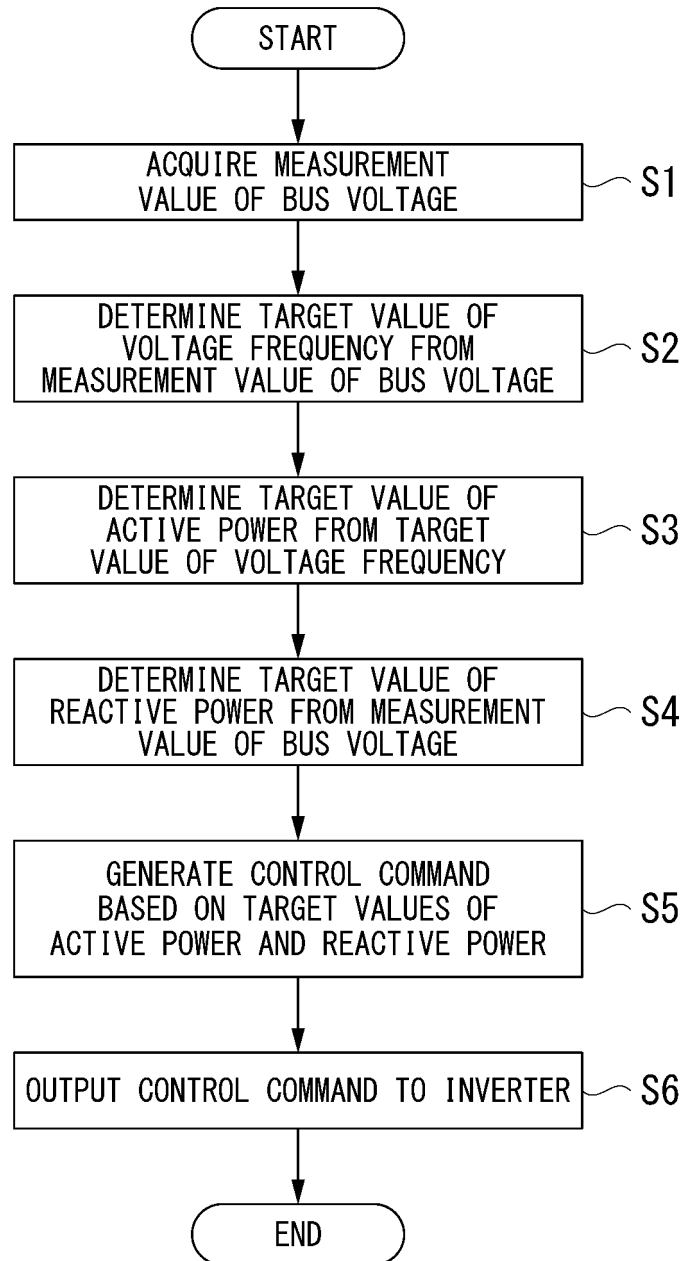 START
ACQUIRE MEASUREMENT
VALUE OF BUS VOLTAGE
S1
DETERMINE TARGET VALUE OF
VOLTAGE FREQUENCY FROM
MEASUREMENT VALUE OF BUS VOLTAGE
S2
DETERMINE TARGET VALUE OF
ACTIVE POWER FROM TARGET
VALUE OF VOLTAGE FREQUENCY
S3
DETERMINE TARGET VALUE OF
REACTIVE POWER FROM MEASUREMENT
VALUE OF BUS VOLTAGE
S4
GENERATE CONTROL COMMAND
BASED ON TARGET VALUES OF
ACTIVE POWER AND REACTIVE POWER
S5
OUTPUT CONTROL COMMAND TO INVERTER
S6
END